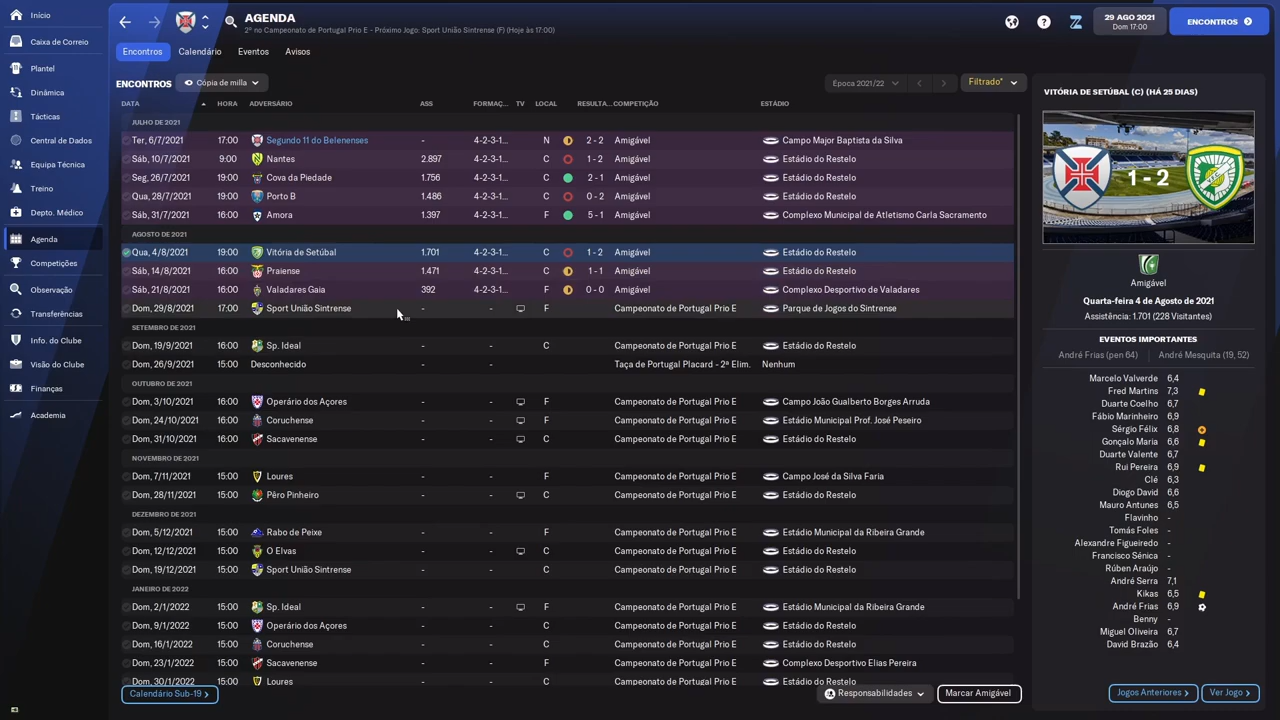 Início
Caixa de Correio
Plantel
Dinâmica
Tácticas
Central de Dados
Equipa Técnica
Treino
Depto. Médico
Agenda
Competições
Observação
Transferências
Info. do Clube
Visão do Clube
Finanças
Academia
AGENDA
2º no Campeonato de Portugal Prio E - Próximo Jogo: Sport União Sintrense (F) (Hoje às 17:00)
29 AGO 2021
Dom 17:00
ENCONTROS
Encontros Calendário Eventos Avisos
ENCONTROS Cópia de milla Época 2021/22 Filtrado*
DATA HORA ADVERSÁRIO ASS FORMAÇ... TV LOCAL RESULTA... COMPETIÇÃO ESTÁDIO
JULHO DE 2021
Ter, 6/7/2021 17:00 Segundo 11 do Belenenses - 4-2-3-1... N 2-2 Amigável Campo Major Baptista da Silva
Sáb, 10/7/2021 9:00 Nantes 2.897 4-2-3-1... C 1-2 Amigável Estádio do Restelo
Seg, 26/7/2021 19:00 Cova da Piedade 1.756 4-2-3-1... C 2-1 Amigável Estádio do Restelo
Qua, 28/7/2021 19:00 Porto B 1.486 4-2-3-1... C 0-2 Amigável Estádio do Restelo
Sáb, 31/7/2021 16:00 Amora 1.397 4-2-3-1... F 5-1 Amigável Complexo Municipal de Atletismo Carla Sacramento
AGOSTO DE 2021
Qua, 4/8/2021 19:00 Vitória de Setúbal 1.701 4-2-3-1... C 1-2 Amigável Estádio do Restelo
Sáb, 14/8/2021 16:00 Praiense 1.471 4-2-3-1... C 1-1 Amigável Estádio do Restelo
Sáb, 21/8/2021 16:00 Valadares Gaia 392 4-2-3-1... F 0-0 Amigável Complexo Desportivo de Valadares
Dom, 29/8/2021 17:00 Sport União Sintrense - - F Campeonato de Portugal Prio E Parque de Jogos do Sintrense
SETEMBRO DE 2021
Dom, 19/9/2021 16:00 Sp. Ideal - - C Campeonato de Portugal Prio E Estádio do Restelo
Dom, 26/9/2021 15:00 Desconhecido - - Taça de Portugal Placard - 2ª Elim. Nenhum
OUTUBRO DE 2021
Dom, 3/10/2021 16:00 Operário dos Açores - - F Campeonato de Portugal Prio E Campo João Gualberto Borges Arruda
Dom, 24/10/2021 16:00 Coruchense - - F Campeonato de Portugal Prio E Estádio Municipal Prof. José Peseiro
Dom, 31/10/2021 16:00 Sacavenense - - C Campeonato de Portugal Prio E Estádio do Restelo
NOVEMBRO DE 2021
Dom, 7/11/2021 15:00 Loures - - F Campeonato de Portugal Prio E Campo José da Silva Faria
Dom, 28/11/2021 15:00 Pêro Pinheiro - - C Campeonato de Portugal Prio E Estádio do Restelo
DEZEMBRO DE 2021
Dom, 5/12/2021 15:00 Rabo de Peixe - - F Campeonato de Portugal Prio E Estádio Municipal da Ribeira Grande
Dom, 12/12/2021 15:00 O Elvas - - C Campeonato de Portugal Prio E Estádio do Restelo
Dom, 19/12/2021 15:00 Sport União Sintrense - - C Campeonato de Portugal Prio E Estádio do Restelo
JANEIRO DE 2022
Dom, 2/1/2022 15:00 Sp. Ideal - - F Campeonato de Portugal Prio E Estádio Municipal da Ribeira Grande
Dom, 9/1/2022 15:00 Operário dos Açores - - C Campeonato de Portugal Prio E Estádio do Restelo
Dom, 16/1/2022 15:00 Coruchense - - C Campeonato de Portugal Prio E Estádio do Restelo
Dom, 23/1/2022 15:00 Sacavenense - - F Campeonato de Portugal Prio E Complexo Desportivo Elias Pereira
Dom, 30/1/2022 15:00 Loures - - C Campeonato de Portugal Prio E Estádio do Restelo
Calendário Sub-19 Responsabilidades Marcar Amigável
VITÓRIA DE SETÚBAL (C) (HÁ 25 DIAS)
1 - 2
Amigável
Quarta-feira 4 de Agosto de 2021
Assistência: 1.701 (228 Visitantes)
EVENTOS IMPORTANTES
André Frias (pen 64) André Mesquita (19, 52)
Marcelo Valverde 6,4
Fred Martins 7,3
Duarte Coelho 6,7
Fábio Marinheiro 6,9
Sérgio Félix 6,8
Gonçalo Maria 6,6
Duarte Valente 6,7
Rui Pereira 6,9
Clé 6,3
Diogo David 6,6
Mauro Antunes 6,5
Flavinho -
Tomás Foles -
Alexandre Figueiredo -
Francisco Sénica -
Rúben Araújo -
André Serra 7,1
Kikas 6,5
André Frias 6,9
Benny -
Miguel Oliveira 6,7
David Brazão 6,4
Jogos Anteriores Ver Jogo